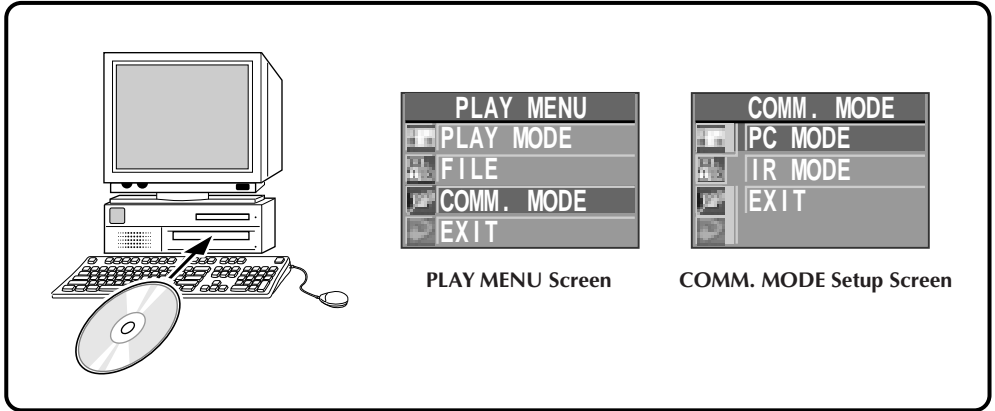 PLAY MENU
PLAY MODE
FILE
COMM. MODE
EXIT
PLAY MENU Screen
COMM. MODE
PC MODE
IR MODE
EXIT
COMM. MODE Setup Screen